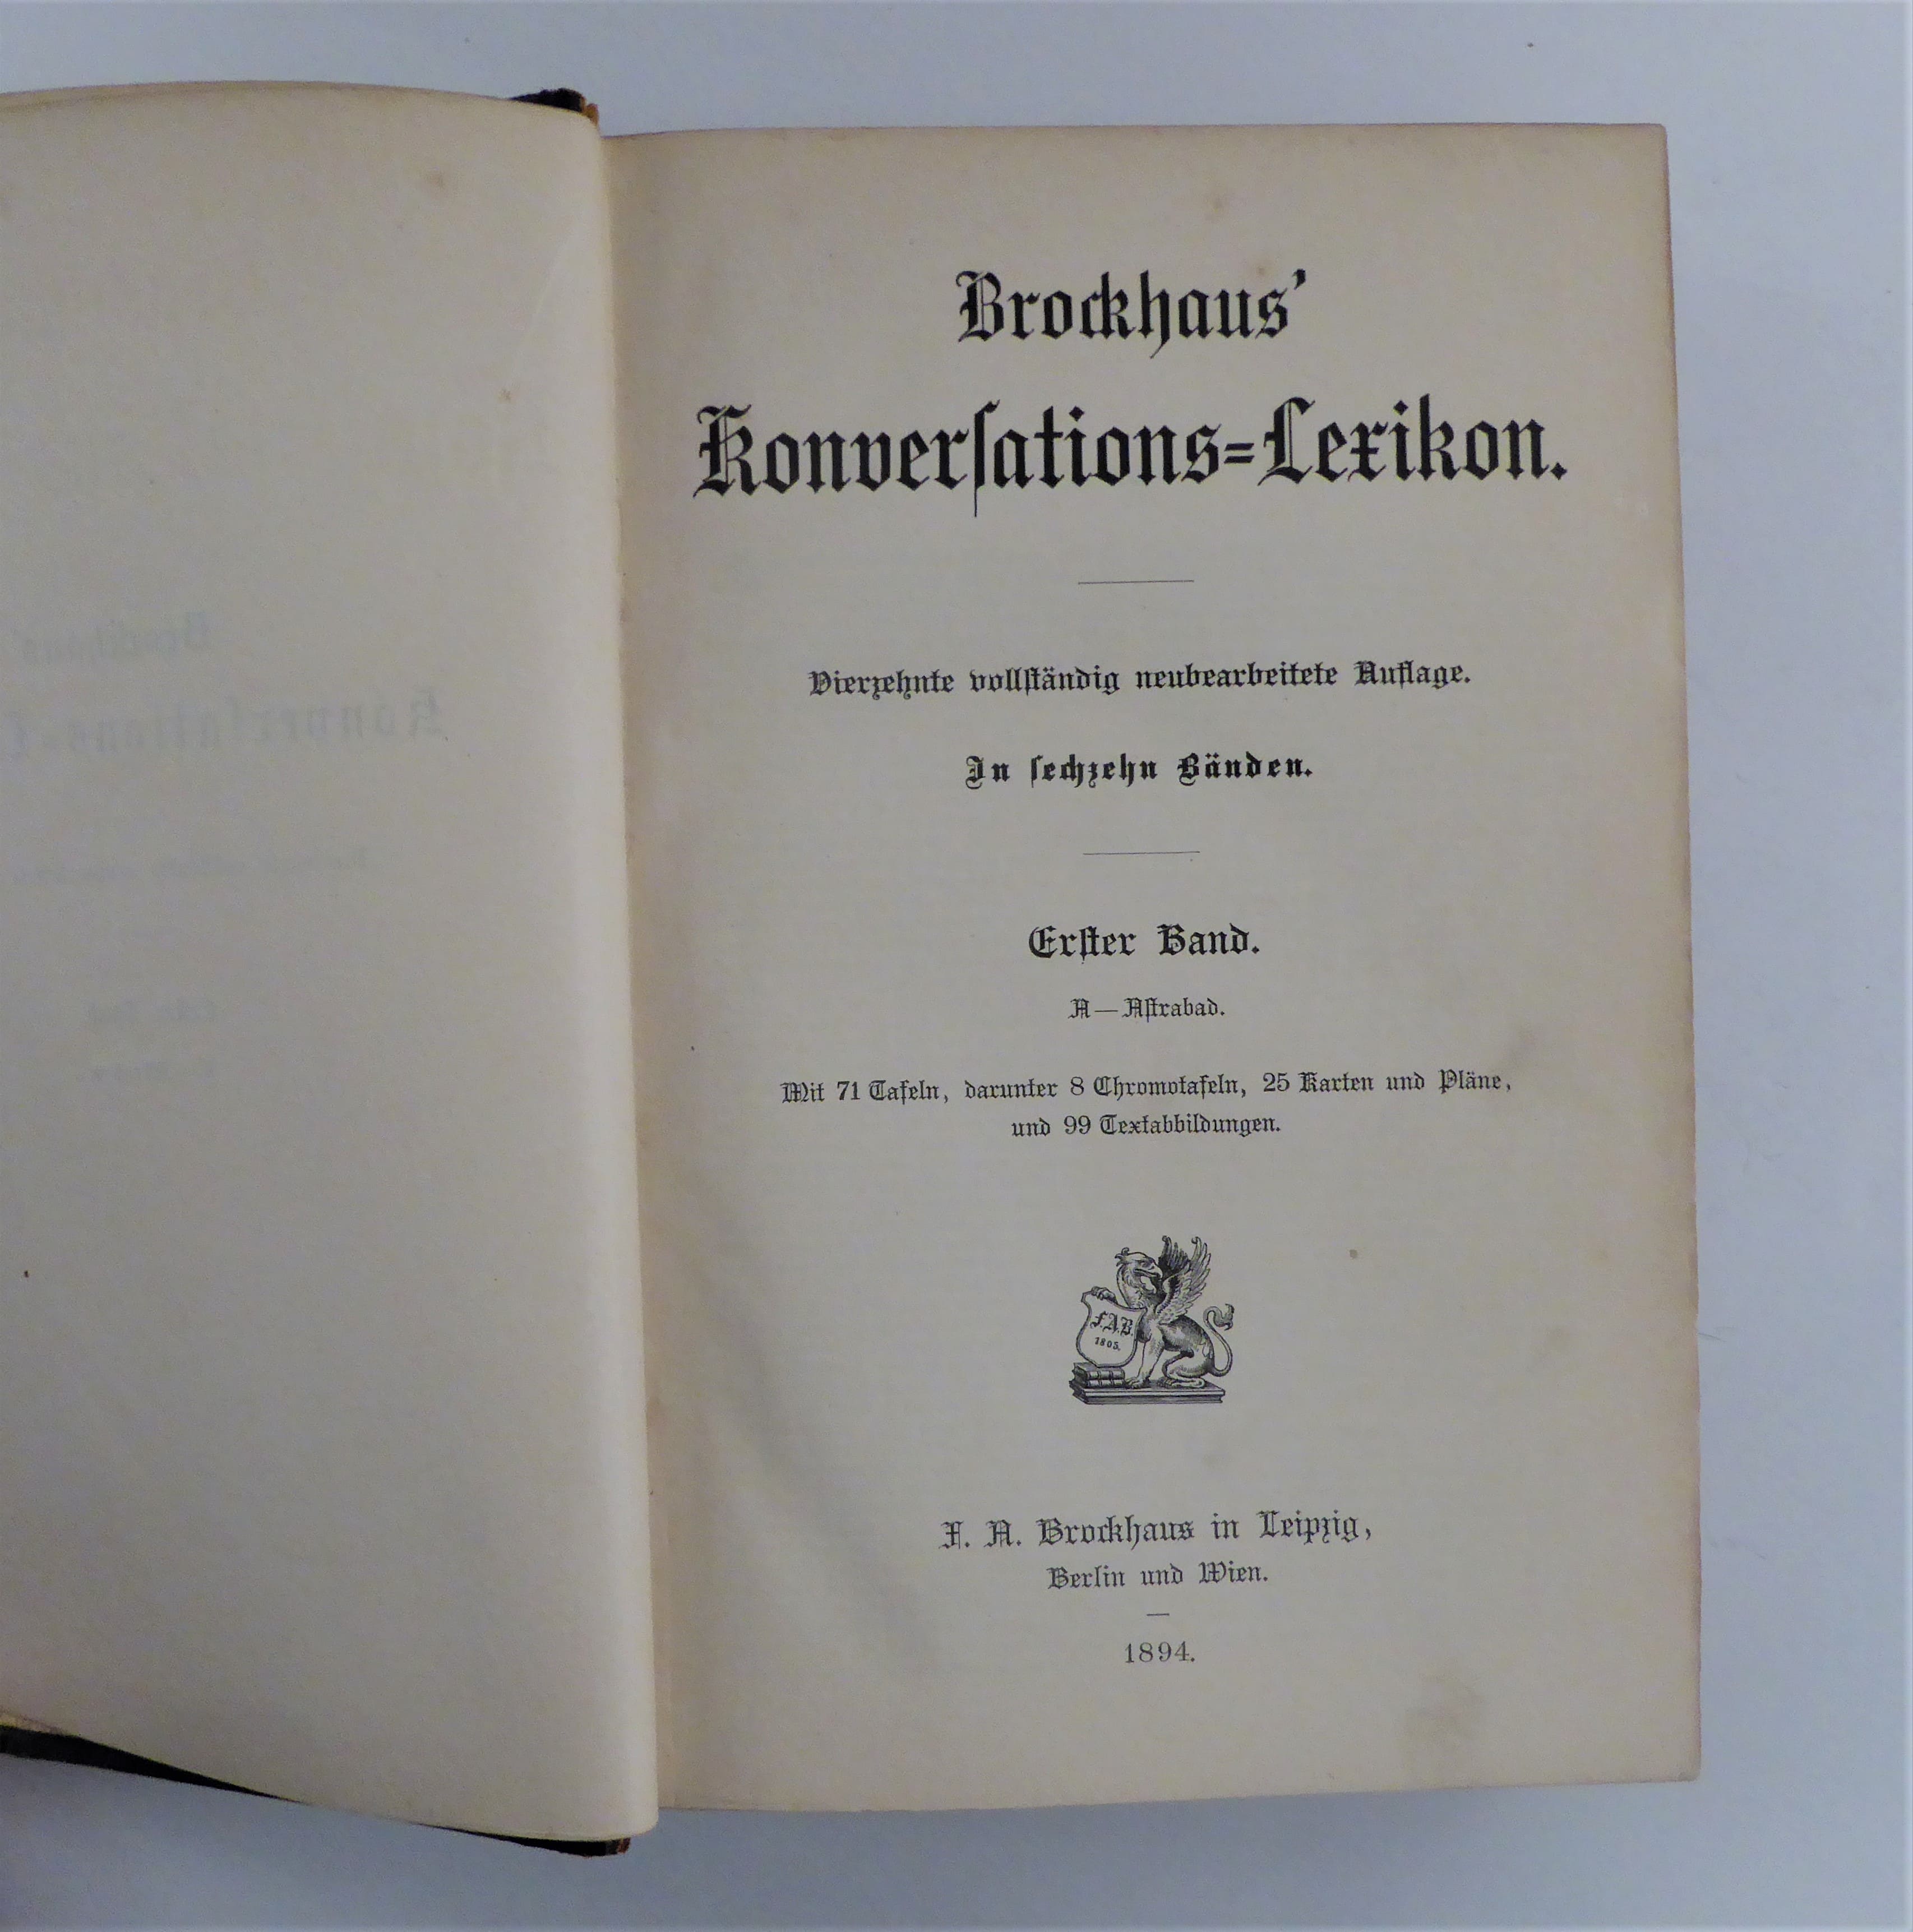 Brockhaus’
Konverſations=Lexikon.
Vierzehnte vollſtändig neubearbeitete Auflage.
In ſechzehn Bänden.
Erſter Band.
A—Aſtrabad.
Mit 71 Tafeln, darunter 8 Chromotafeln, 25 Karten und Pläne,
und 99 Textabbildungen.
F.A.B.
1805.
F. A. Brockhaus in Leipzig,
Berlin und Wien.
1894.